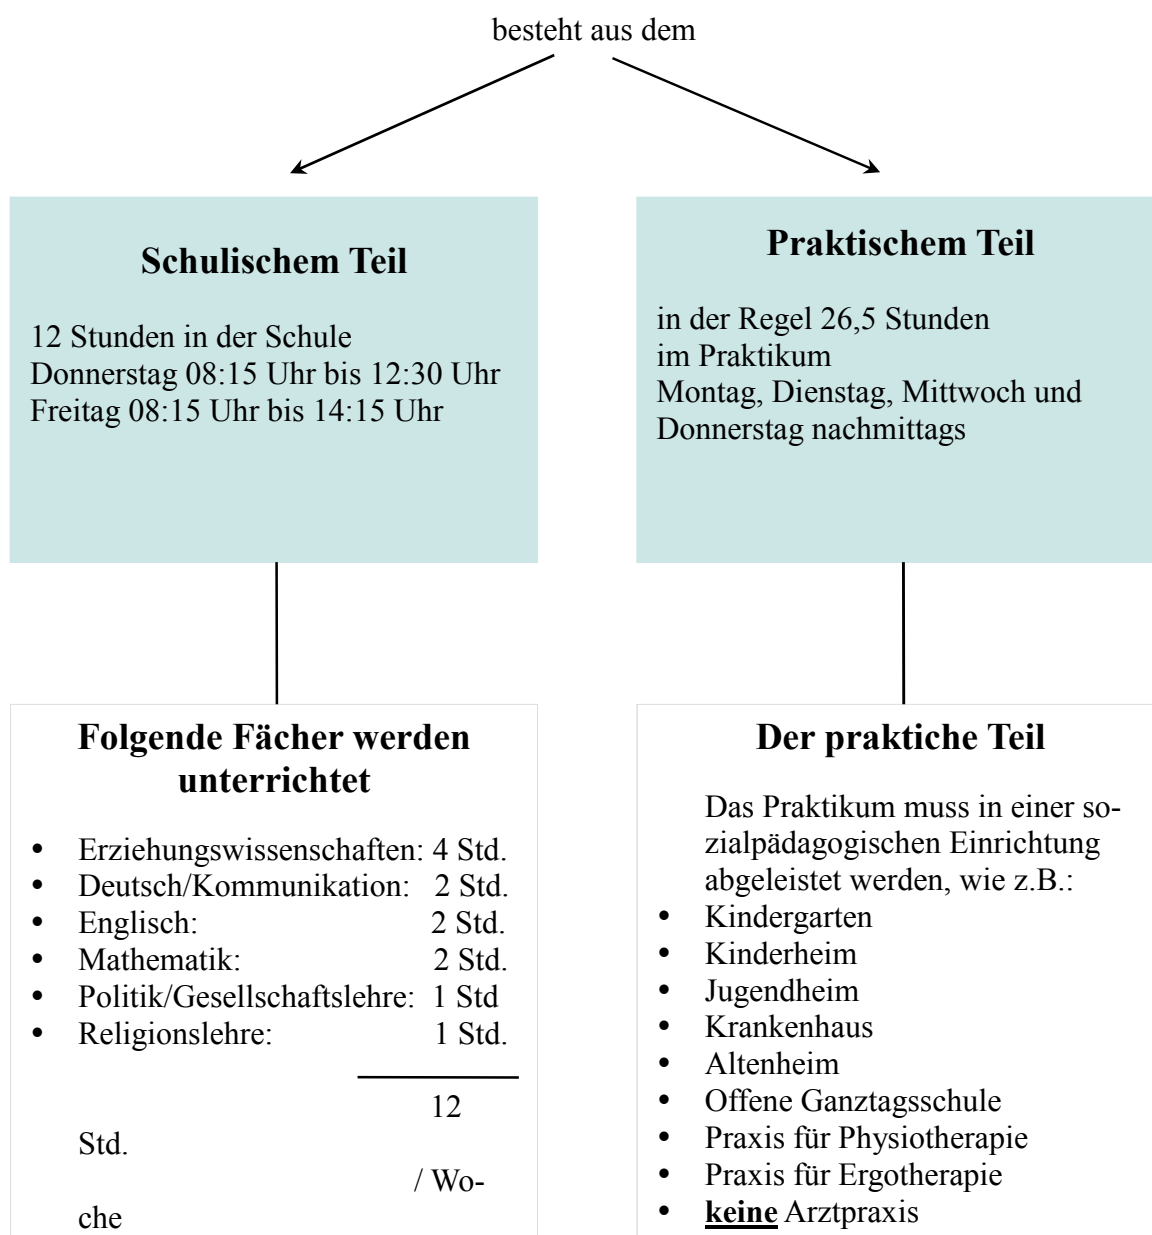 besteht aus dem
Schulischem Teil
12 Stunden in der Schule
Donnerstag 08:15 Uhr bis 12:30 Uhr
Freitag 08:15 Uhr bis 14:15 Uhr
Praktischem Teil
in der Regel 26,5 Stunden
im Praktikum
Montag, Dienstag, Mittwoch und
Donnerstag nachmittags
Folgende Fächer werden
unterrichtet
• Erziehungswissenschaften: 4 Std.
• Deutsch/Kommunikation: 2 Std.
• Englisch: 2 Std.
• Mathematik: 2 Std.
• Politik/Gesellschaftslehre: 1 Std
• Religionslehre: 1 Std.
12
Std.
/ Wo-
che
Der praktiche Teil
Das Praktikum muss in einer so-
zialpädagogischen Einrichtung
abgeleistet werden, wie z.B.:
• Kindergarten
• Kinderheim
• Jugendheim
• Krankenhaus
• Altenheim
• Offene Ganztagsschule
• Praxis für Physiotherapie
• Praxis für Ergotherapie
• keine Arztpraxis